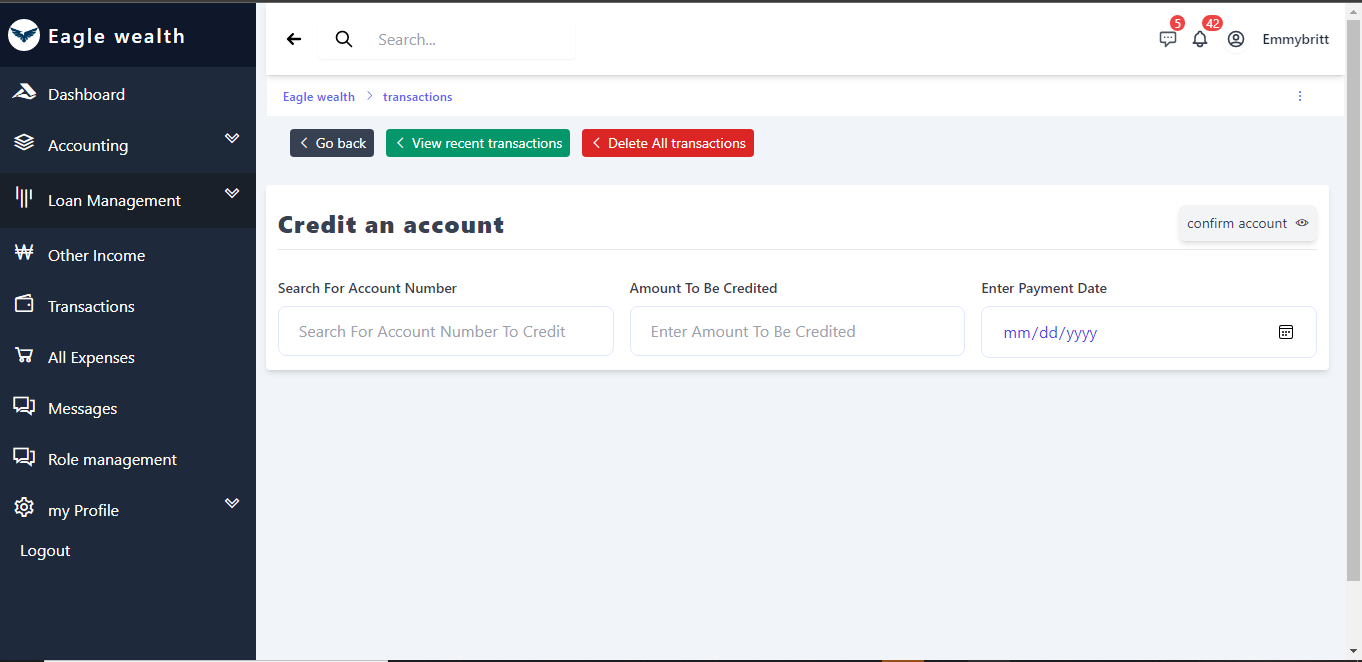 Eagle wealth
Search...
5
42
Emmybritt
Dashboard
Accounting
Loan Management
Other Income
Transactions
All Expenses
Messages
Role management
my Profile
Logout
Eagle wealth > transactions
Go back
View recent transactions
Delete All transactions
Credit an account
confirm account
Search For Account Number
Amount To Be Credited
Enter Payment Date
Search For Account Number To Credit
Enter Amount To Be Credited
mm/dd/yyyy